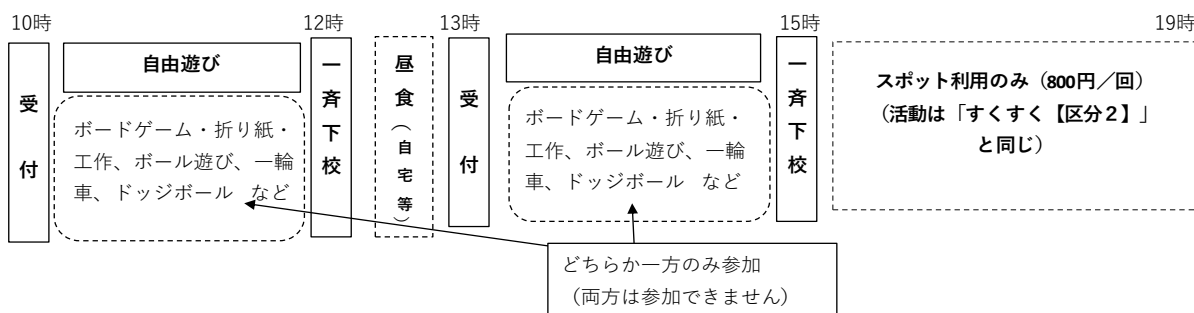 10時
12時
13時
15時
19時
受付
自由遊び
ボードゲーム・折り紙・
工作、ボール遊び、一輪
車、ドッジボール　など
一斉下校
昼食（自宅等）
受付
自由遊び
ボードゲーム・折り紙・
工作、ボール遊び、一輪
車、ドッジボール　など
一斉下校
スポット利用のみ（800円／回）
（活動は「すくすく【区分２】」
と同じ）
どちらか一方のみ参加
（両方は参加できません）